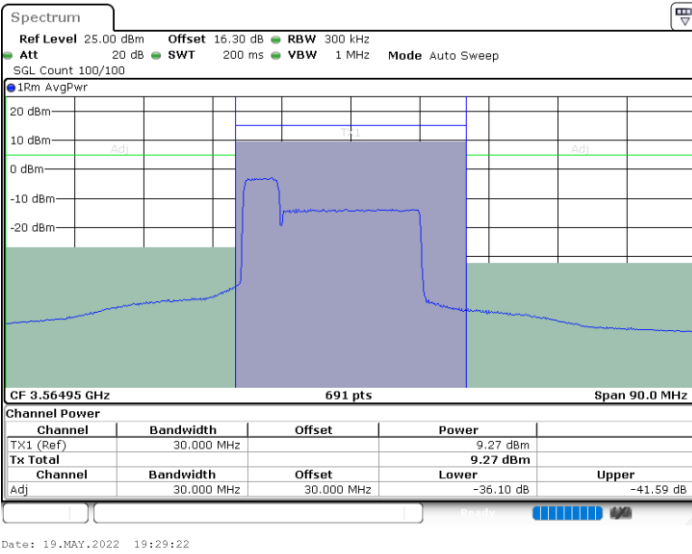 Spectrum
Ref Level 25.00 dBm Offset 16.30 dB RBW 300 kHz
Att 20 dB SWT 200 ms VBW 1 MHz Mode Auto Sweep
SGL Count 100/100
1Rm AvgPwr
20 dBm
TX1
10 dBm
Adj Adj
0 dBm
-10 dBm
-20 dBm
CF 3.56495 GHz 691 pts Span 90.0 MHz
Channel Power
Channel Bandwidth Offset Power
TX1 (Ref) 30.000 MHz 9.27 dBm
Tx Total 9.27 dBm
Channel Bandwidth Offset Lower Upper
Adj 30.000 MHz 30.000 MHz -36.10 dB -41.59 dB
Ready
Date: 19.MAY.2022 19:29:22